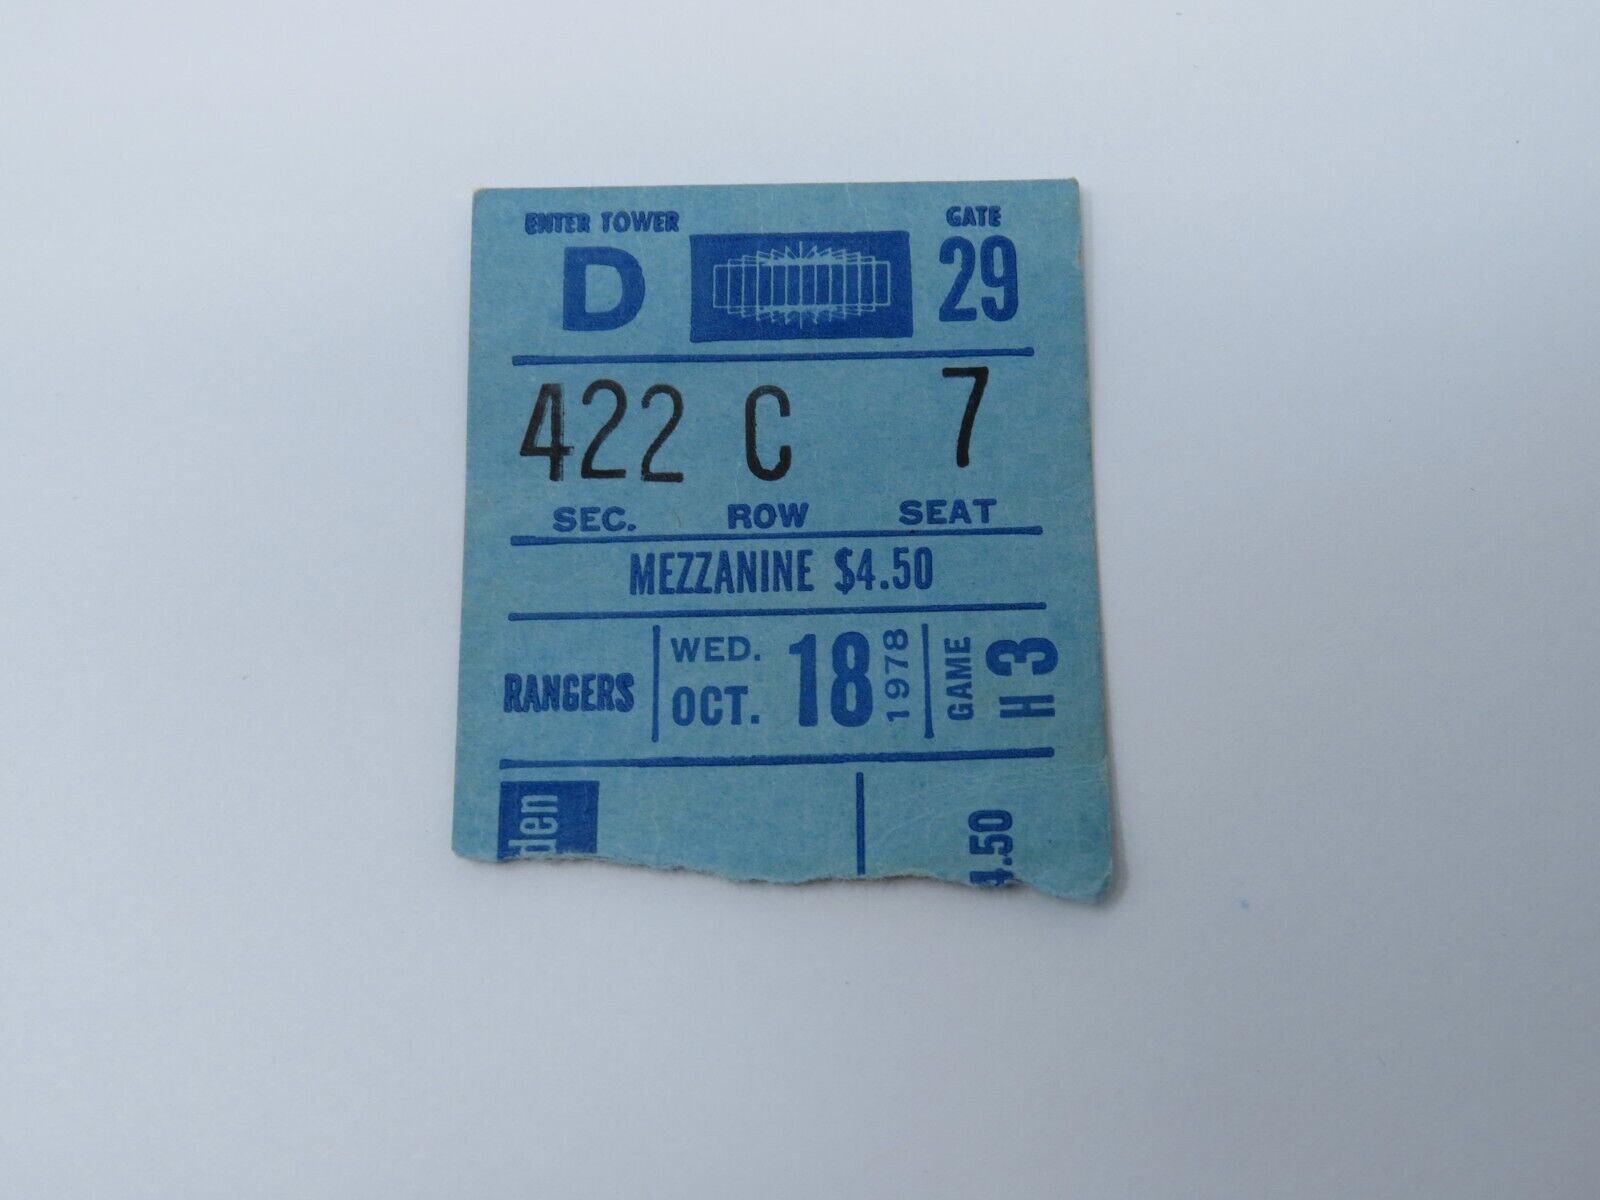 ENTER TOWER
D
GATE
29
422 C 7
SEC. ROW SEAT
MEZZANINE $4.50
RANGERS
WED.
OCT. 18 1978
GAME
H 3
den
4.50